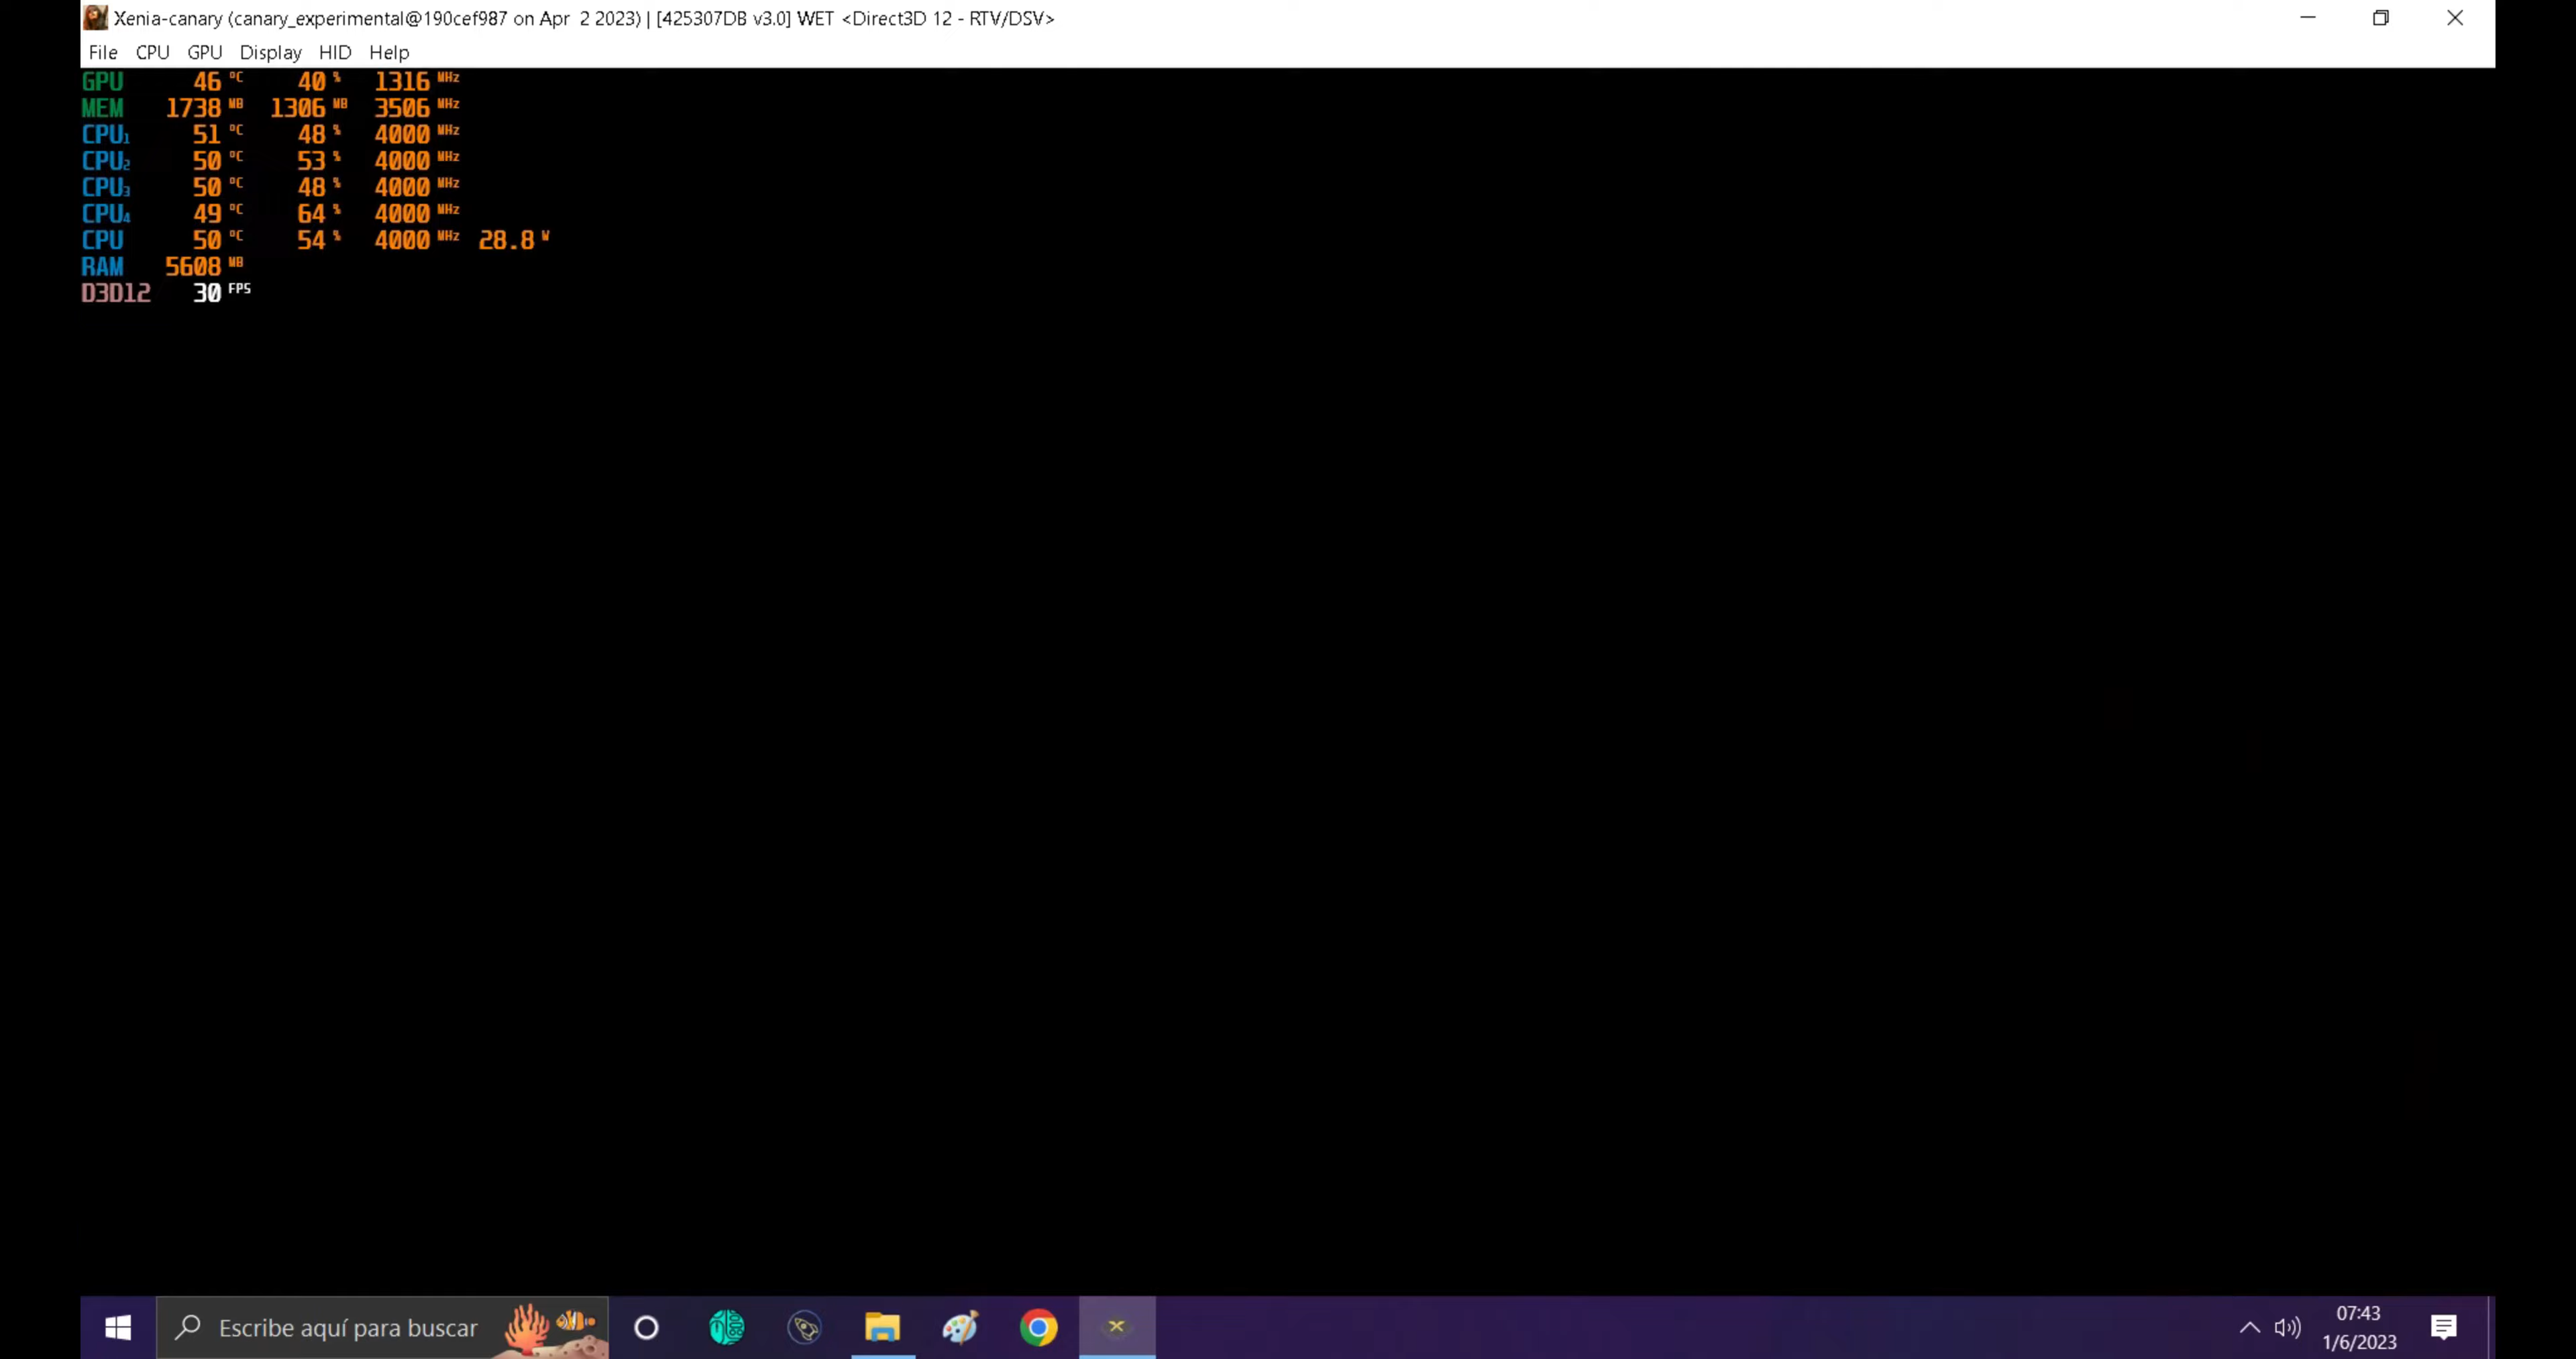 Xenia-canary (canary_experimental@190cef987 on Apr 2 2023) | [425307DB v3.0] WET <Direct3D 12 - RTV/DSV>
File CPU GPU Display HID Help
GPU 46 °C 40 % 1316 MHz
MEM 1738 MB 1306 MB 3506 MHz
CPU1 51 °C 48 % 4000 MHz
CPU2 50 °C 53 % 4000 MHz
CPU3 50 °C 48 % 4000 MHz
CPU4 49 °C 64 % 4000 MHz
CPU 50 °C 54 % 4000 MHz 28.8 W
RAM 5608 MB
D3D12 30 FPS
Escribe aquí para buscar
07:43
1/6/2023